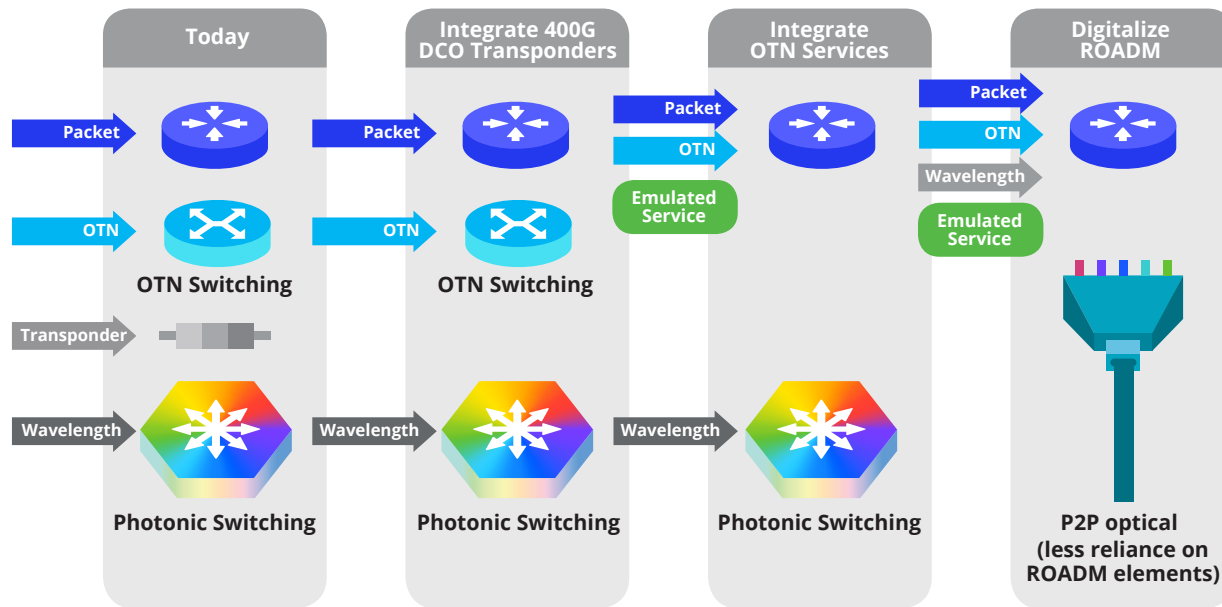 Today
Packet
OTN
OTN Switching
Transponder
Wavelength
Photonic Switching
Integrate 400G
DCO Transponders
Packet
OTN
OTN Switching
Wavelength
Photonic Switching
Integrate
OTN Services
Packet
OTN
Emulated
Service
Wavelength
Photonic Switching
Digitalize
ROADM
Packet
OTN
Wavelength
Emulated
Service
P2P optical
(less reliance on
ROADM elements)